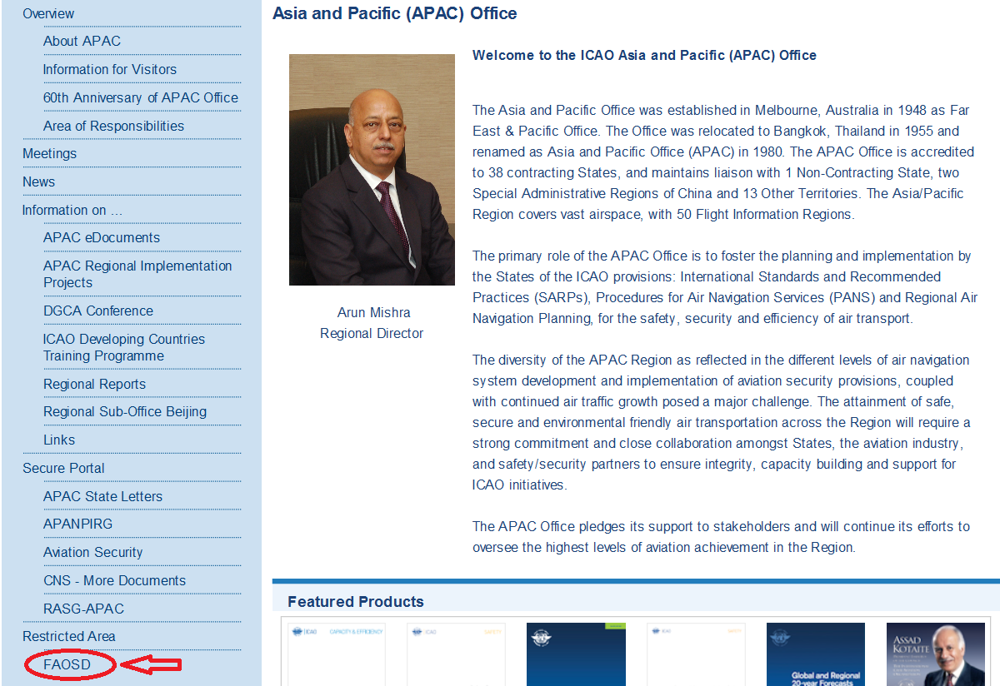 Overview
About APAC
Information for Visitors
60th Anniversary of APAC Office
Area of Responsibilities
Meetings
News
Information on ...
APAC eDocuments
APAC Regional Implementation
Projects
DGCA Conference
ICAO Developing Countries
Training Programme
Regional Reports
Regional Sub-Office Beijing
Links
Secure Portal
APAC State Letters
APANPIRG
Aviation Security
CNS - More Documents
RASG-APAC
Restricted Area
FAOSD
Asia and Pacific (APAC) Office
Arun Mishra
Regional Director
Welcome to the ICAO Asia and Pacific (APAC) Office
The Asia and Pacific Office was established in Melbourne, Australia in 1948 as Far
East & Pacific Office. The Office was relocated to Bangkok, Thailand in 1955 and
renamed as Asia and Pacific Office (APAC) in 1980. The APAC Office is accredited
to 38 contracting States, and maintains liaison with 1 Non-Contracting State, two
Special Administrative Regions of China and 13 Other Territories. The Asia/Pacific
Region covers vast airspace, with 50 Flight Information Regions.
The primary role of the APAC Office is to foster the planning and implementation by
the States of the ICAO provisions: International Standards and Recommended
Practices (SARPs), Procedures for Air Navigation Services (PANS) and Regional Air
Navigation Planning, for the safety, security and efficiency of air transport.
The diversity of the APAC Region as reflected in the different levels of air navigation
system development and implementation of aviation security provisions, coupled
with continued air traffic growth posed a major challenge. The attainment of safe,
secure and environmental friendly air transportation across the Region will require a
strong commitment and close collaboration amongst States, the aviation industry,
and safety/security partners to ensure integrity, capacity building and support for
ICAO initiatives.
The APAC Office pledges its support to stakeholders and will continue its efforts to
oversee the highest levels of aviation achievement in the Region.
Featured Products
ICAO CAPACITY & EFFICIENCY
ICAO SAFETY
ICAO SAFETY
Global and Regional
20-year Forecasts
ASSAD
KOTAITE